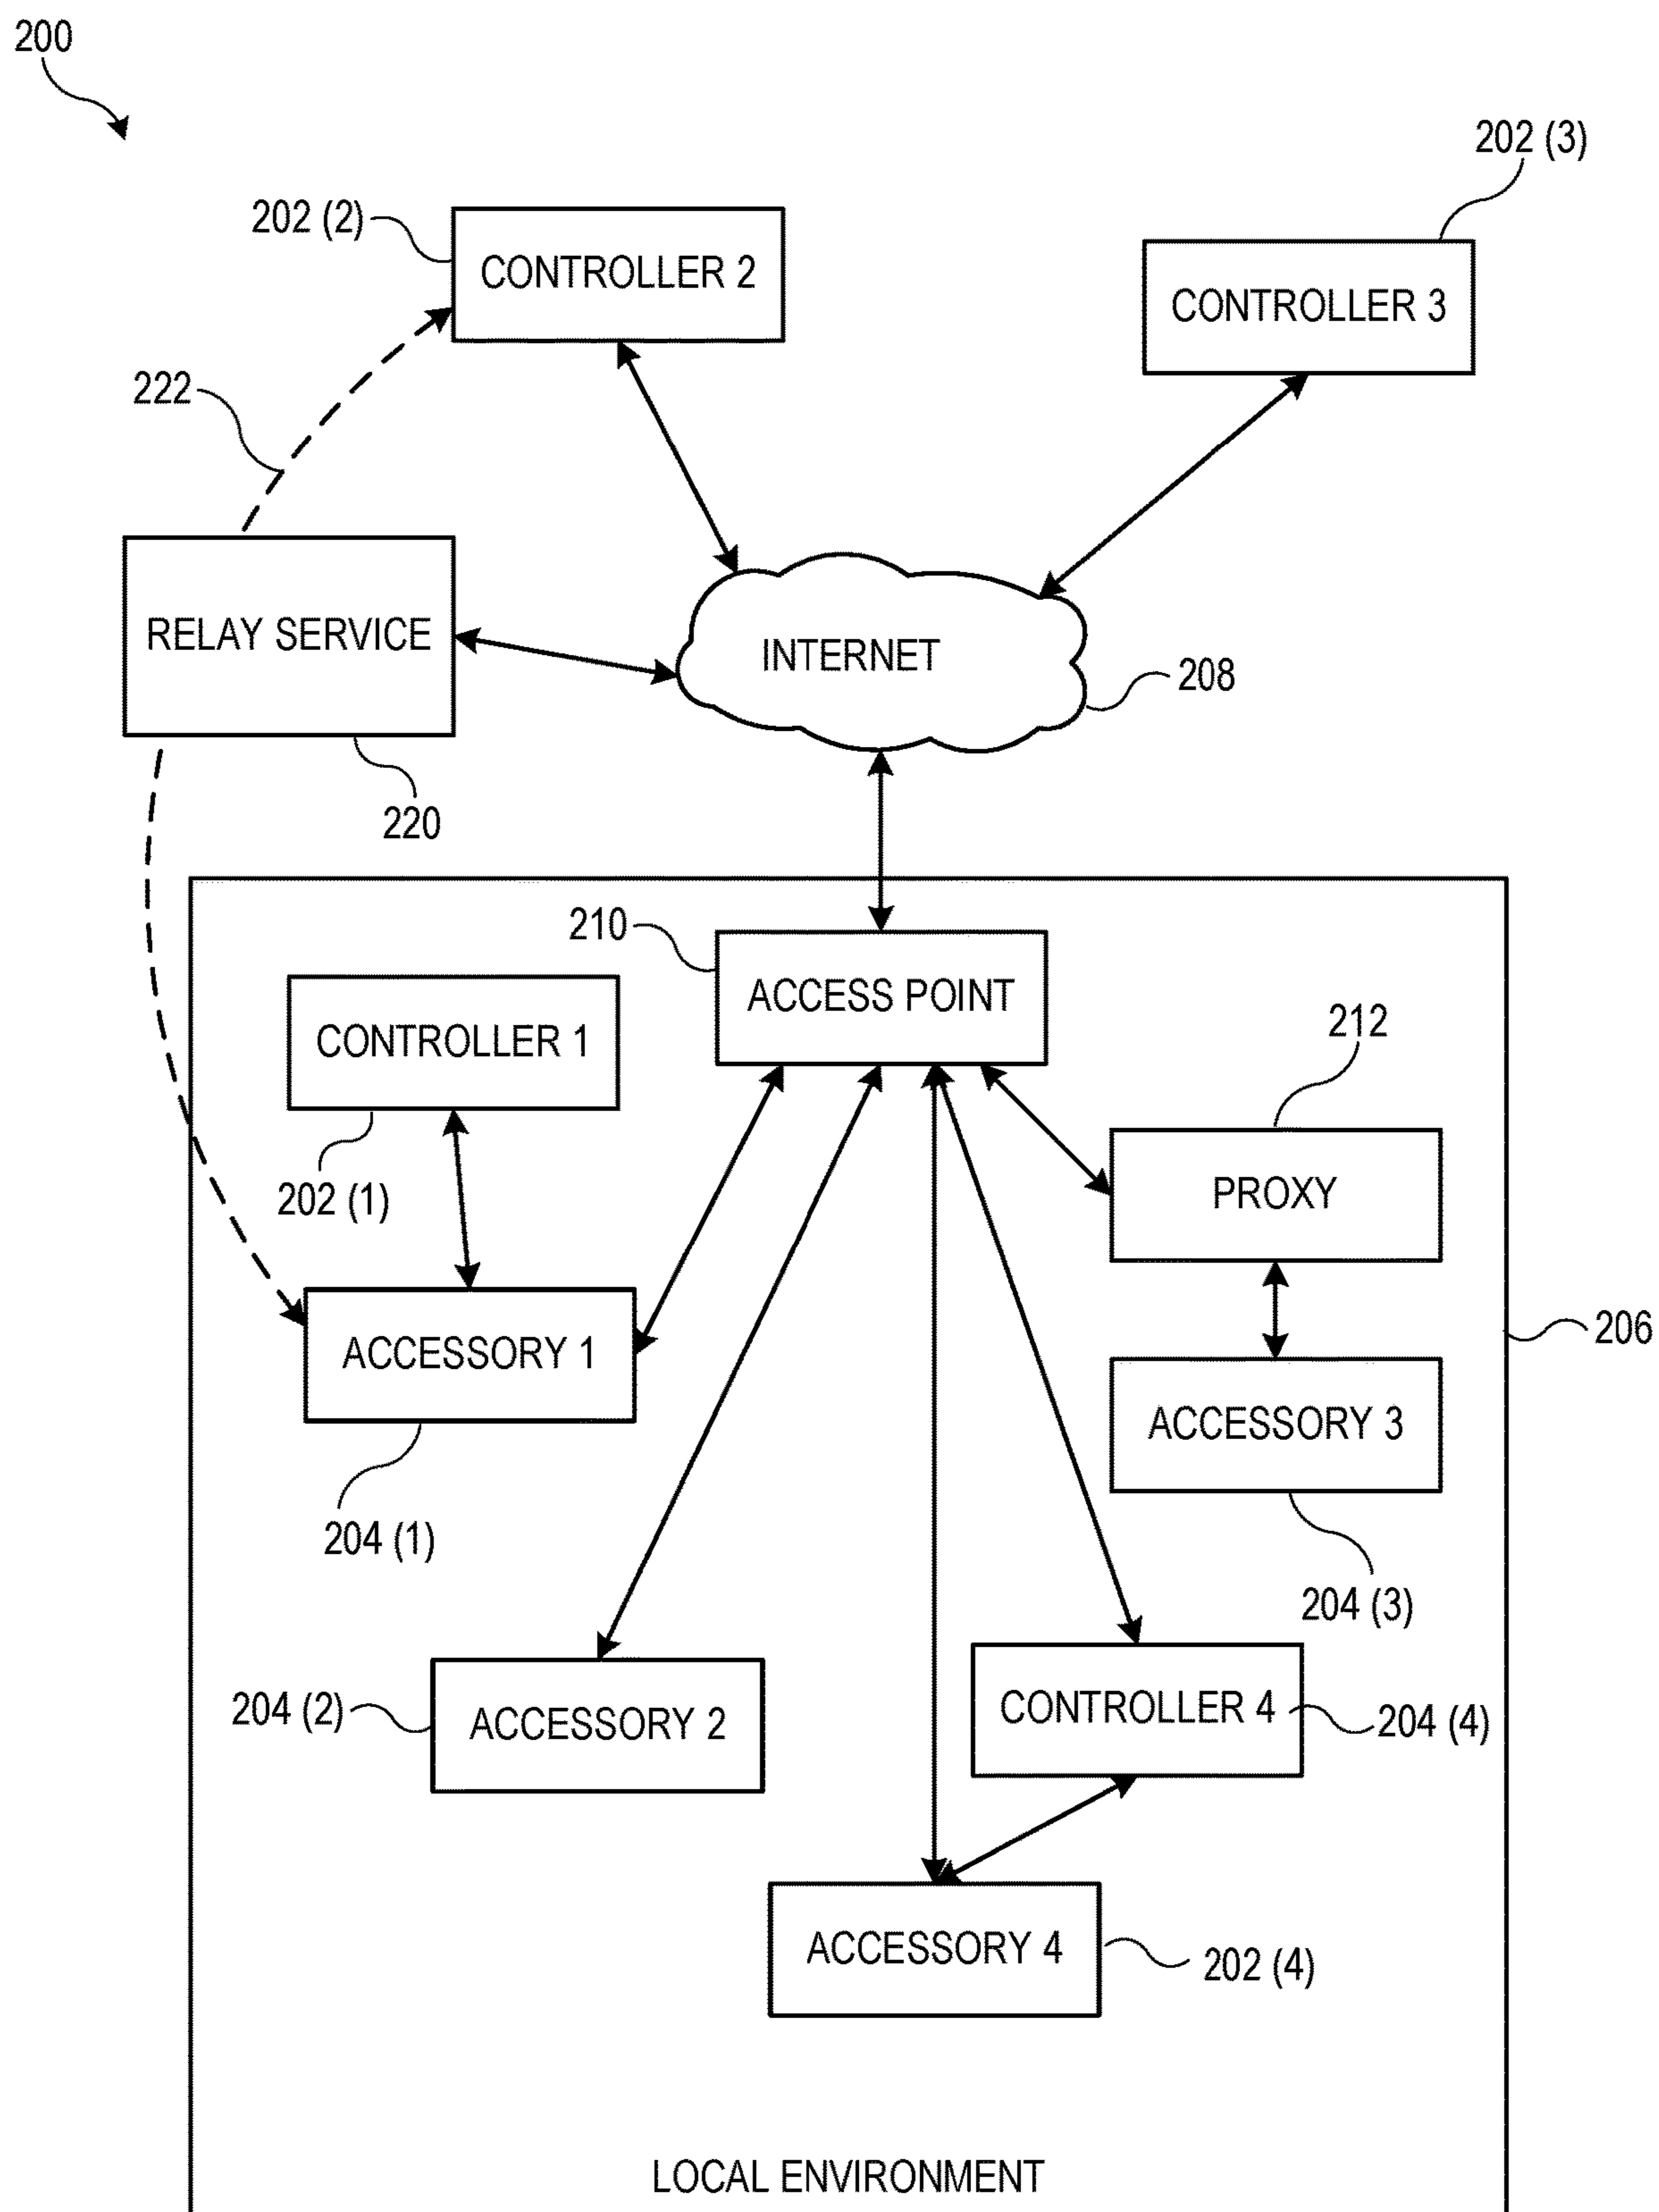 200
202 (3)
202 (2)
CONTROLLER 2
CONTROLLER 3
222
RELAY SERVICE
INTERNET
208
220
210
ACCESS POINT
CONTROLLER 1
212
202 (1)
PROXY
206
ACCESSORY 1
ACCESSORY 3
204 (1)
204 (3)
204 (2)
ACCESSORY 2
CONTROLLER 4
204 (4)
ACCESSORY 4
202 (4)
LOCAL ENVIRONMENT